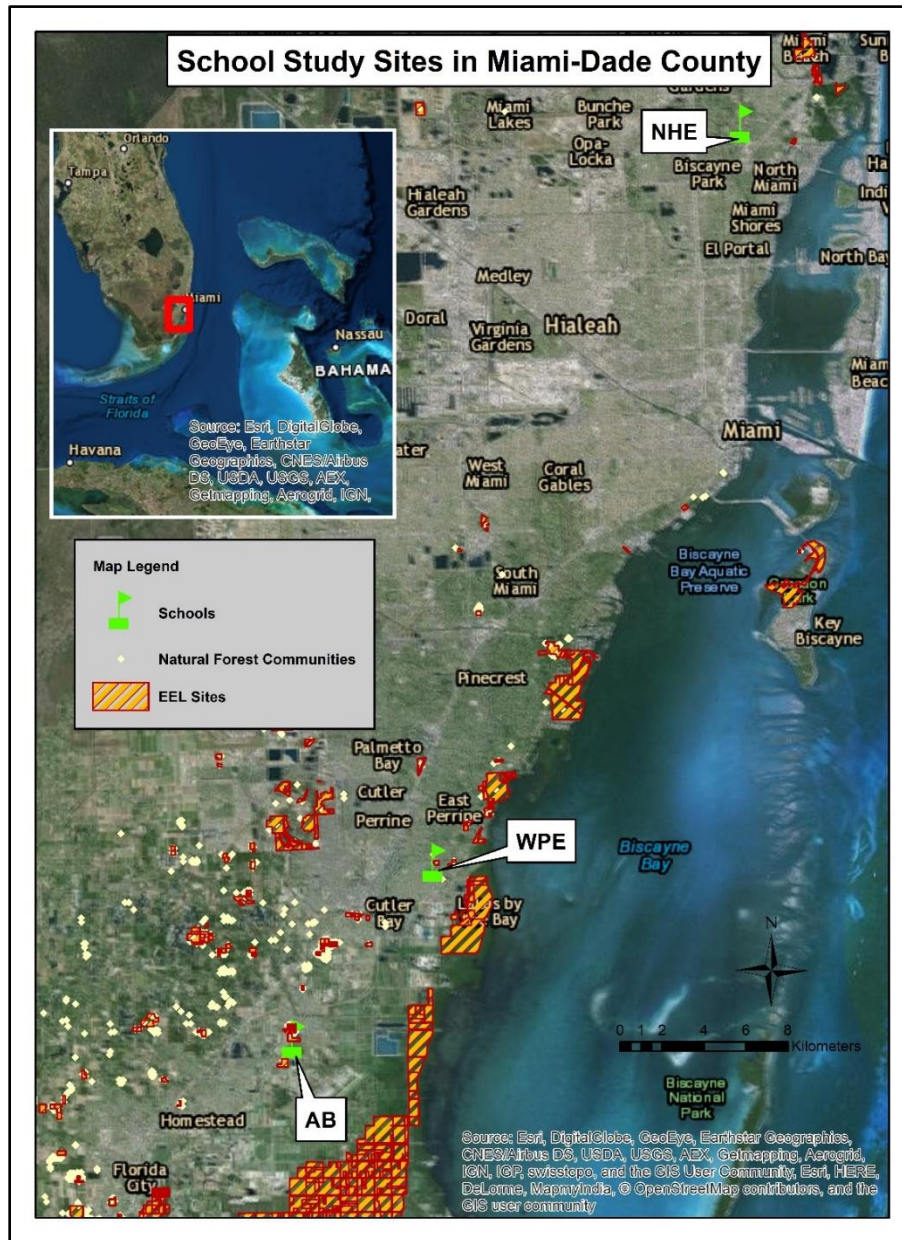 School Study Sites in Miami-Dade County
Miami
Beach
Gardens
Miami
Lakes
Bunche
Park
Opa-
Locka
NHE
Biscayne
Park
North
Miami
Hialeah
Gardens
Miami
Shores
El Portal
North Bay
Medley
Doral
Virginia
Gardens
Hialeah
Miami
Beach
Miami
West
Miami
Coral
Gables
Orlando
Tampa
Miami
Nassau
BAHAMA
Straits of
Florida
Havana
Source: Esri, DigitalGlobe,
GeoEye, Earthstar
Geographics, CNES/Airbus
DS, USDA, USGS, AEX,
Getmapping, Aerogrid, IGN,
Map Legend
Schools
Natural Forest Communities
EEL Sites
South
Miami
Biscayne
Bay Aquatic
Preserve
Key
Biscayne
Pinecrest
Palmetto
Bay
Cutler
Perrine
East
Perrine
WPE
Biscayne
Bay
Cutler
Bay
Lakes by
Bay
N
0 1 2 4 6 8
Kilometers
AB
Homestead
Florida
City
Biscayne
National
Park
Source: Esri, DigitalGlobe, GeoEye, Earthstar Geographics,
CNES/Airbus DS, USDA, USGS, AEX, Getmapping, Aerogrid,
IGN, IGP, swisstopo, and the GIS User Community, Esri, HERE,
DeLorme, MapmyIndia, © OpenStreetMap contributors, and the
GIS user community